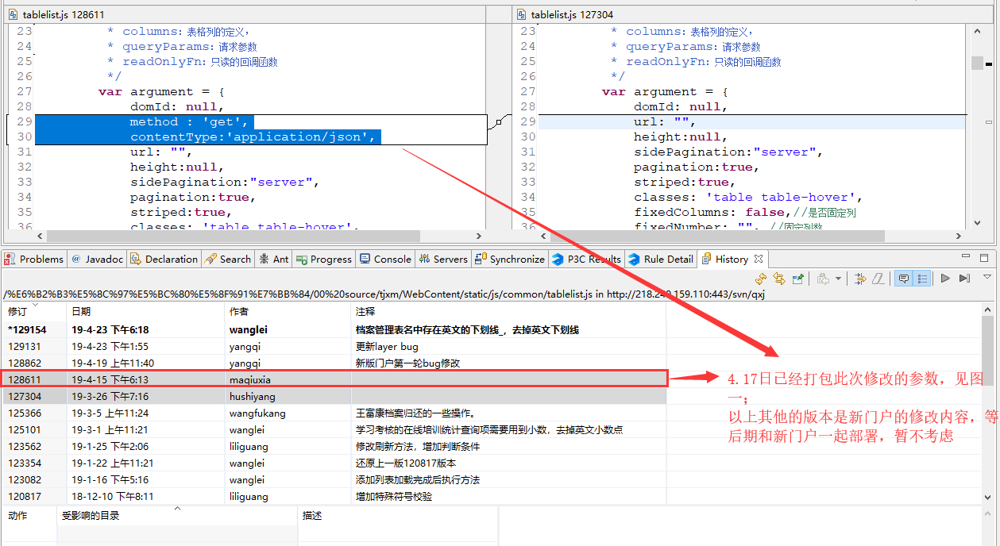 tablelist.js 128611
23 * columns: 表格列的定义，
24 * queryParams: 请求参数
25 * readOnlyFn: 只读的回调函数
26 */
27 var argument = {
28 domId: null,
29 method : 'get',
30 contentType:'application/json',
31 url: "",
32 height:null,
33 sidePagination:"server",
34 pagination:true,
35 striped:true,
36 classes: 'table table-hover',
tablelist.js 127304
23 * columns: 表格列的定义，
24 * queryParams: 请求参数
25 * readOnlyFn: 只读的回调函数
26 */
27 var argument = {
28 domId: null,
29 url: "",
30 height:null,
31 sidePagination:"server",
32 pagination:true,
33 striped:true,
34 classes: 'table table-hover',
35 fixedColumns: false,//是否固定列
36 fixedNumber: "", //固定列数
Problems @ Javadoc Declaration Search Ant Progress Console Servers Synchronize P3C Results Rule Detail History
/%E6%B2%B3%E5%8C%97%E5%BC%80%E5%8F%91%E7%BB%84/00%20source/tjxm/WebContent/static/js/common/tablelist.js in http://218.249.159.110:443/svn/qxj
修订 日期 作者 注释
*129154 19-4-23 下午6:18 wanglei 档案管理表名中存在英文的下划线_，去掉英文下划线
129131 19-4-23 下午1:55 yangqi 更新layer bug
128862 19-4-19 上午11:40 yangqi 新版门户第一轮bug修改
128611 19-4-15 下午6:13 maqiuxia
127304 19-3-26 下午7:16 hushiyang
125366 19-3-5 上午11:24 wangfukang 王富康档案归还的一些操作。
125101 19-3-1 上午11:21 wanglei 学习考核的在线培训统计查询项需要用到小数，去掉英文小数点
123562 19-1-25 下午2:06 liliguang 修改刷新方法，增加判断条件
123354 19-1-22 上午11:21 wanglei 还原上一版120817版本
123082 19-1-16 下午5:16 wanglei 添加列表加载完成后执行方法
120817 18-12-10 下午8:11 liliguang 增加特殊符号校验
4.17日已经打包此次修改的参数，见图
一；
以上其他的版本是新门户的修改内容，等
后期和新门户一起部署，暂不考虑
动作 受影响的目录 描述